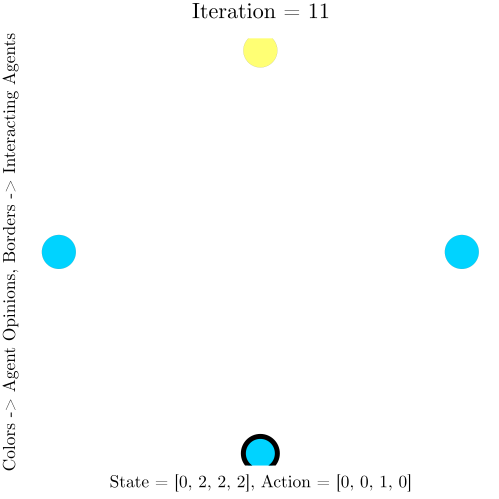 Iteration = 11
Colors -> Agent Opinions, Borders -> Interacting Agents
State = [0, 2, 2, 2], Action = [0, 0, 1, 0]